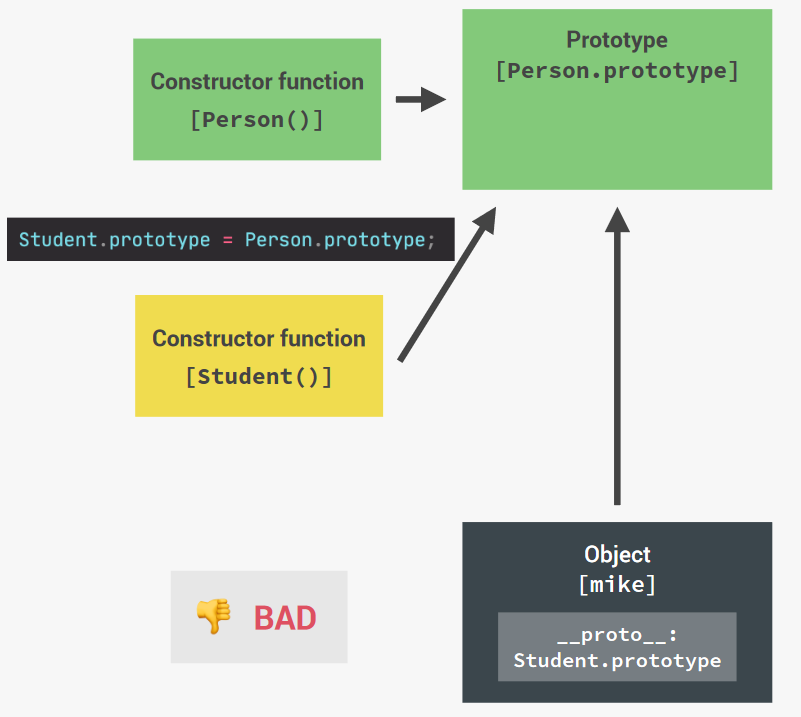 Prototype
[Person.prototype]
Constructor function
[Person()]
Student.prototype = Person.prototype;
Constructor function
[Student()]
Object
[mike]
__proto__:
Student.prototype
BAD